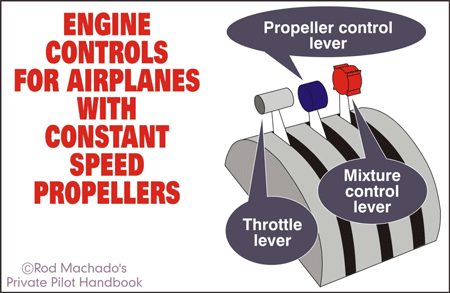 ENGINE
CONTROLS
FOR AIRPLANES
WITH
CONSTANT
SPEED
PROPELLERS
Propeller control
lever
Throttle
lever
Mixture
control
lever
©Rod Machado's
Private Pilot Handbook